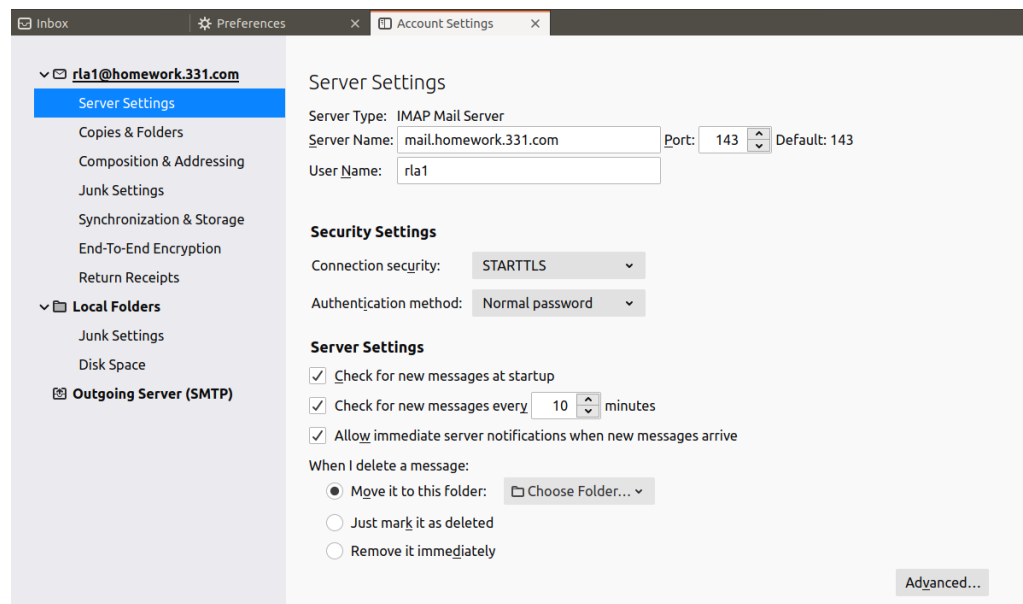 Inbox
Preferences
Account Settings
rla1@homework.331.com
Server Settings
Copies & Folders
Composition & Addressing
Junk Settings
Synchronization & Storage
End-To-End Encryption
Return Receipts
Local Folders
Junk Settings
Disk Space
Outgoing Server (SMTP)
Server Settings
Server Type: IMAP Mail Server
Server Name: mail.homework.331.com Port: 143 Default: 143
User Name: rla1
Security Settings
Connection security: STARTTLS
Authentication method: Normal password
Server Settings
Check for new messages at startup
Check for new messages every 10 minutes
Allow immediate server notifications when new messages arrive
When I delete a message:
Move it to this folder: Choose Folder...
Just mark it as deleted
Remove it immediately
Advanced...